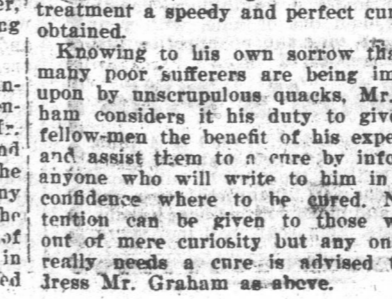 treatment a speedy and perfect cur
obtained.
Knowing to his own sorrow tha
many poor sufferers are being im
upon by unscrupulous quacks, Mr.
ham considers it his duty to give
fellow-men the benefit of his expe
and assist them to a cure by info
anyone who will write to him in
confidence where to be cured. N
tention can be given to those w
out of mere curiosity but any on
really needs a cure is advised t
dress Mr. Graham as above.